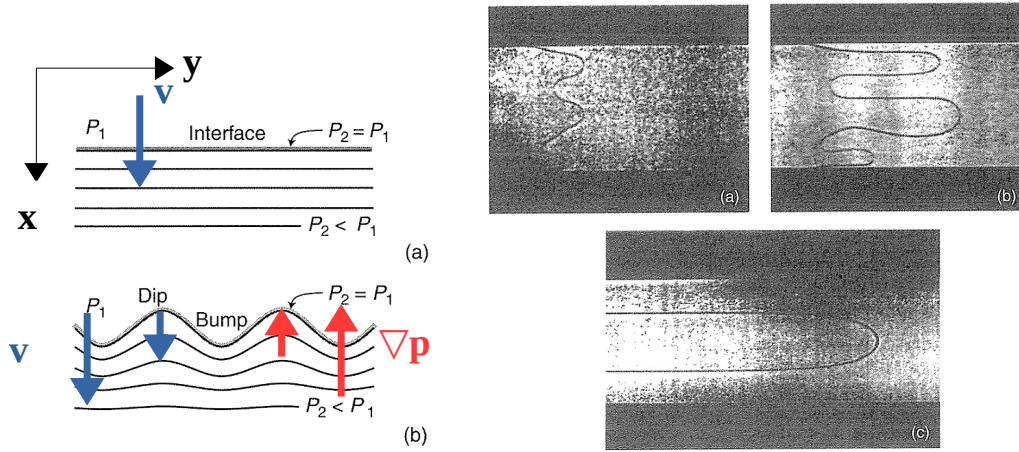 y
v
P₁
Interface
P₂ = P₁
x
P₂ < P₁
(a)
P₁
Dip
Bump
P₂ = P₁
v
∇p
P₂ < P₁
(b)
(a)
(b)
(c)